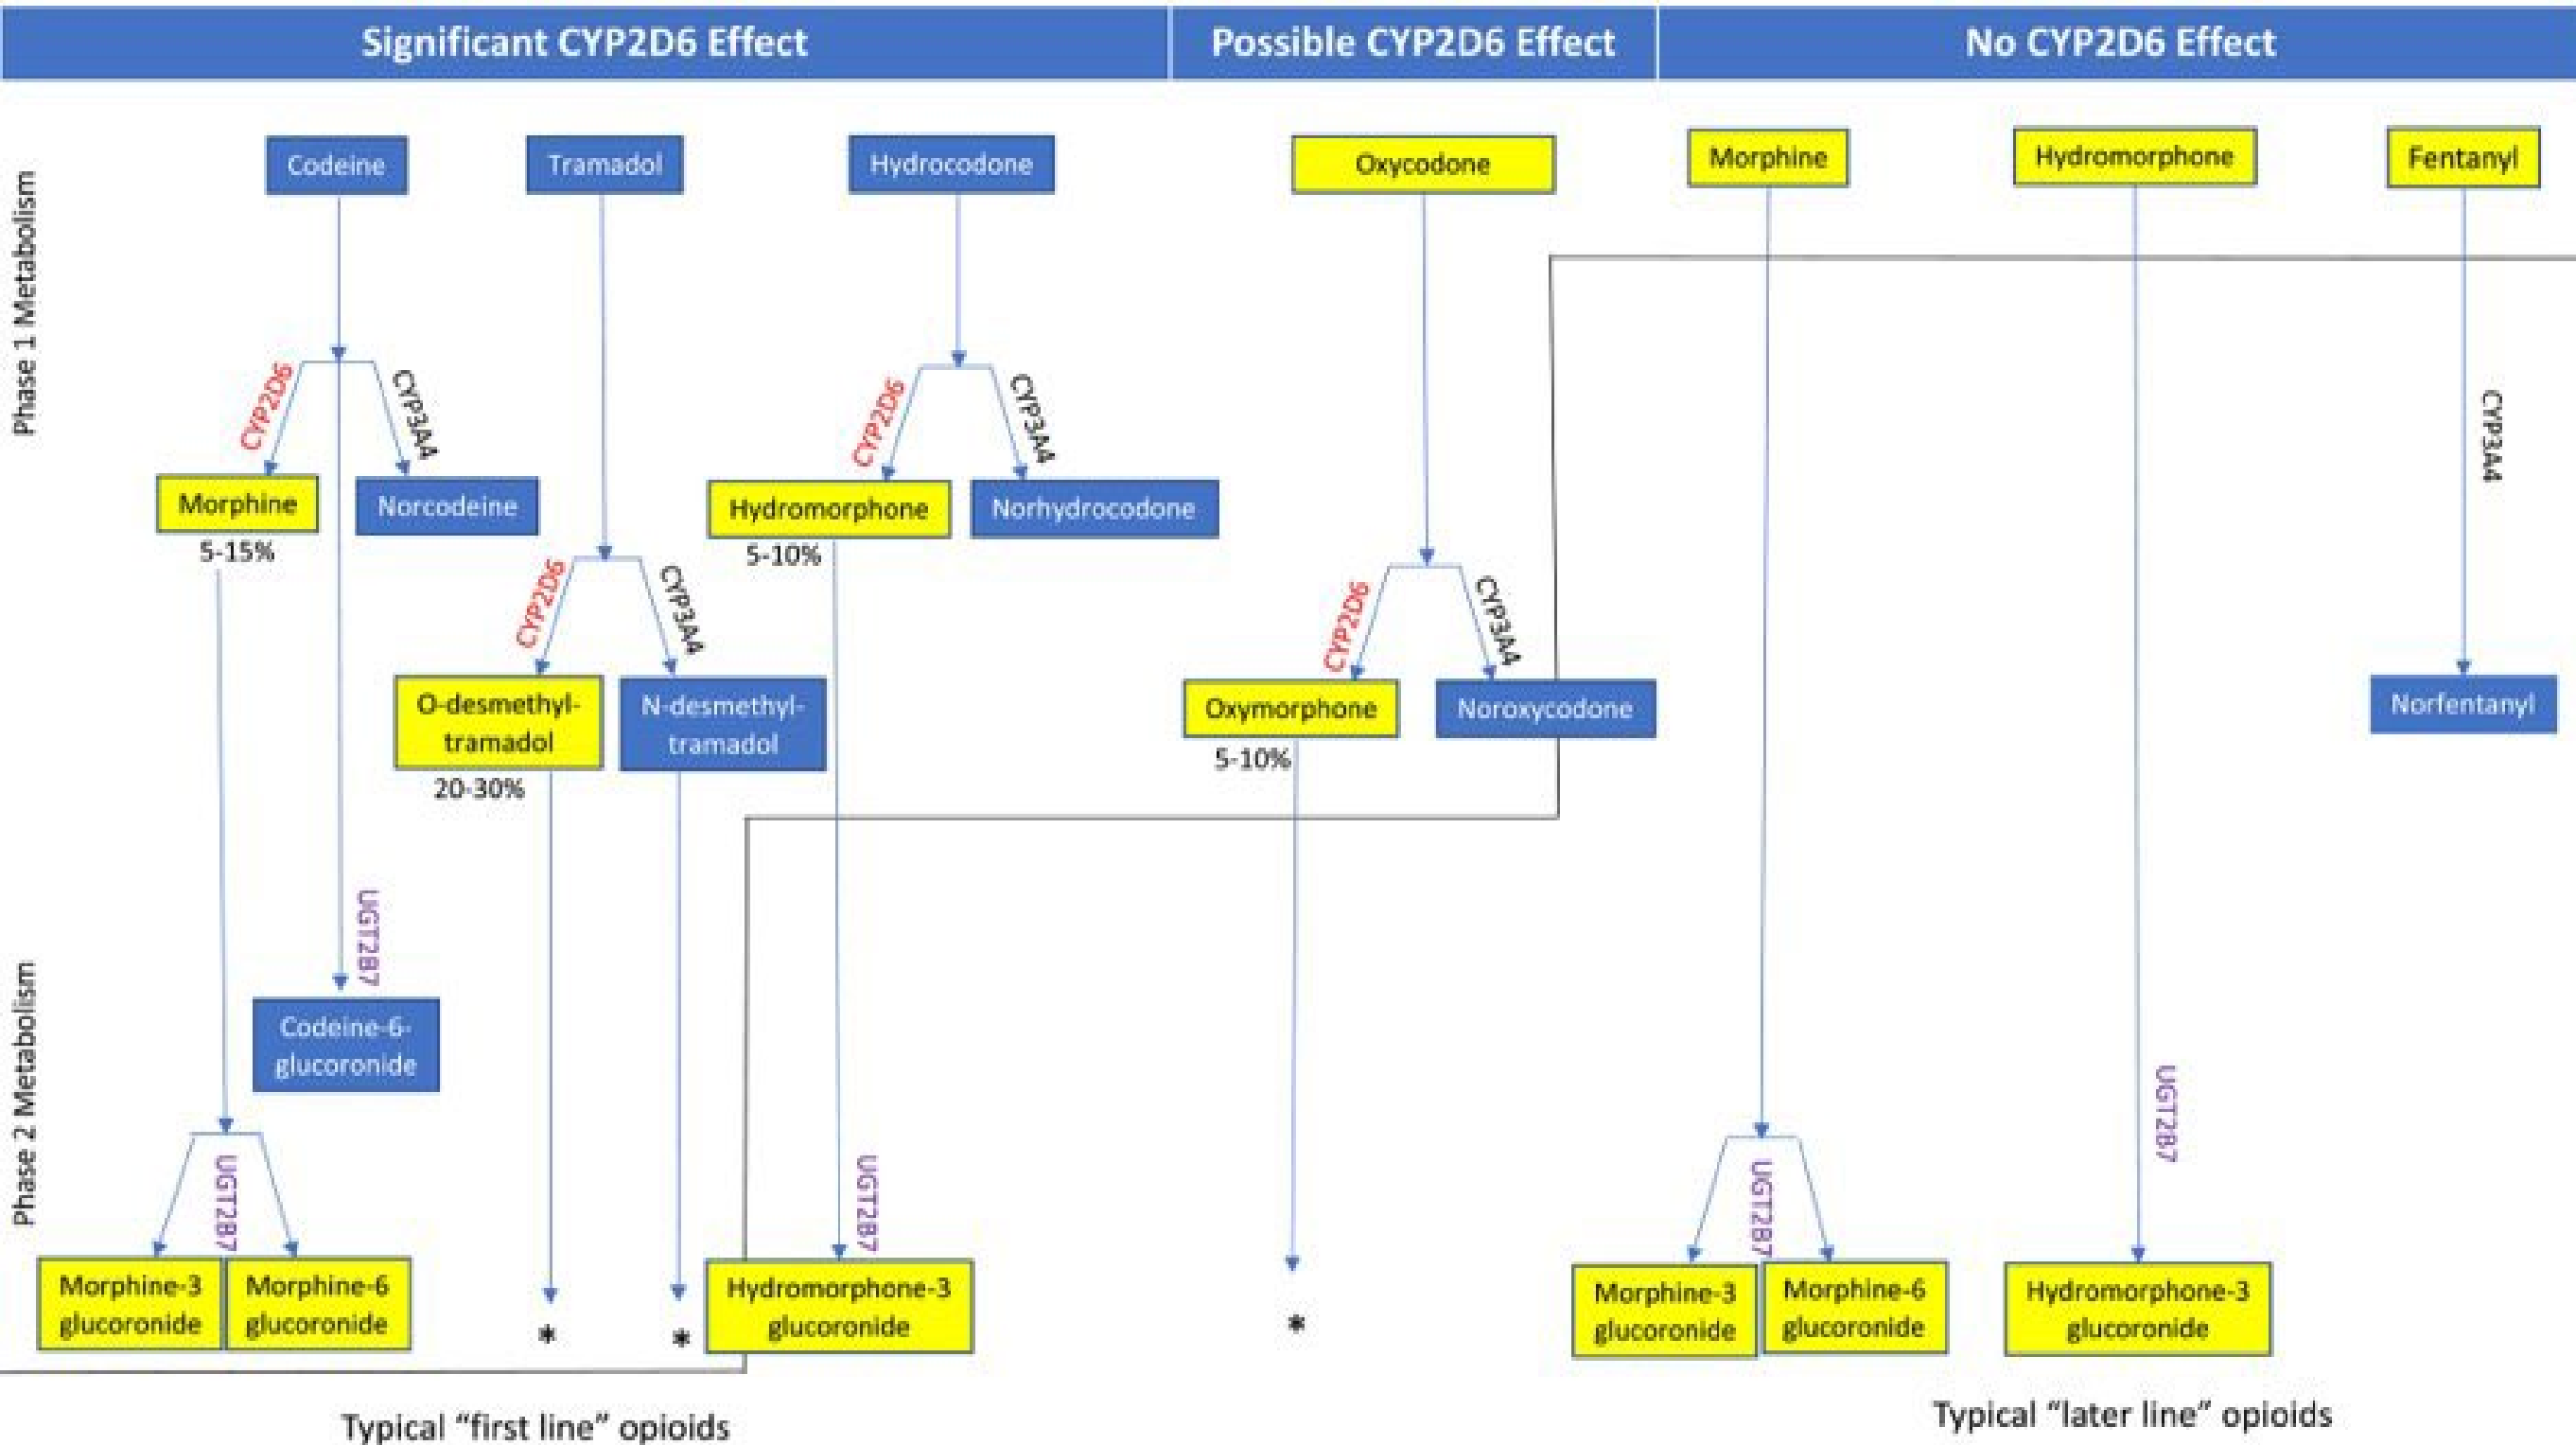 Significant CYP2D6 Effect
Possible CYP2D6 Effect
No CYP2D6 Effect
Phase 1 Metabolism
Codeine
Tramadol
Hydrocodone
Oxycodone
Morphine
Hydromorphone
Fentanyl
CYP2D6
CYP3A4
CYP2D6
CYP3A4
CYP3A4
Morphine
5-15%
Norcodeine
Hydromorphone
5-10%
Norhydrocodone
CYP2D6
CYP3A4
CYP2D6
CYP3A4
O-desmethyl-
tramadol
20-30%
N-desmethyl-
tramadol
Oxymorphone
5-10%
Noroxycodone
Norfentanyl
Phase 2 Metabolism
UGT2B7
Codeine-6-
glucoronide
UGT2B7
UGT2B7
UGT2B7
UGT2B7
Morphine-3
glucoronide
Morphine-6
glucoronide
*
*
Hydromorphone-3
glucoronide
*
Morphine-3
glucoronide
Morphine-6
glucoronide
Hydromorphone-3
glucoronide
Typical “first line” opioids
Typical “later line” opioids